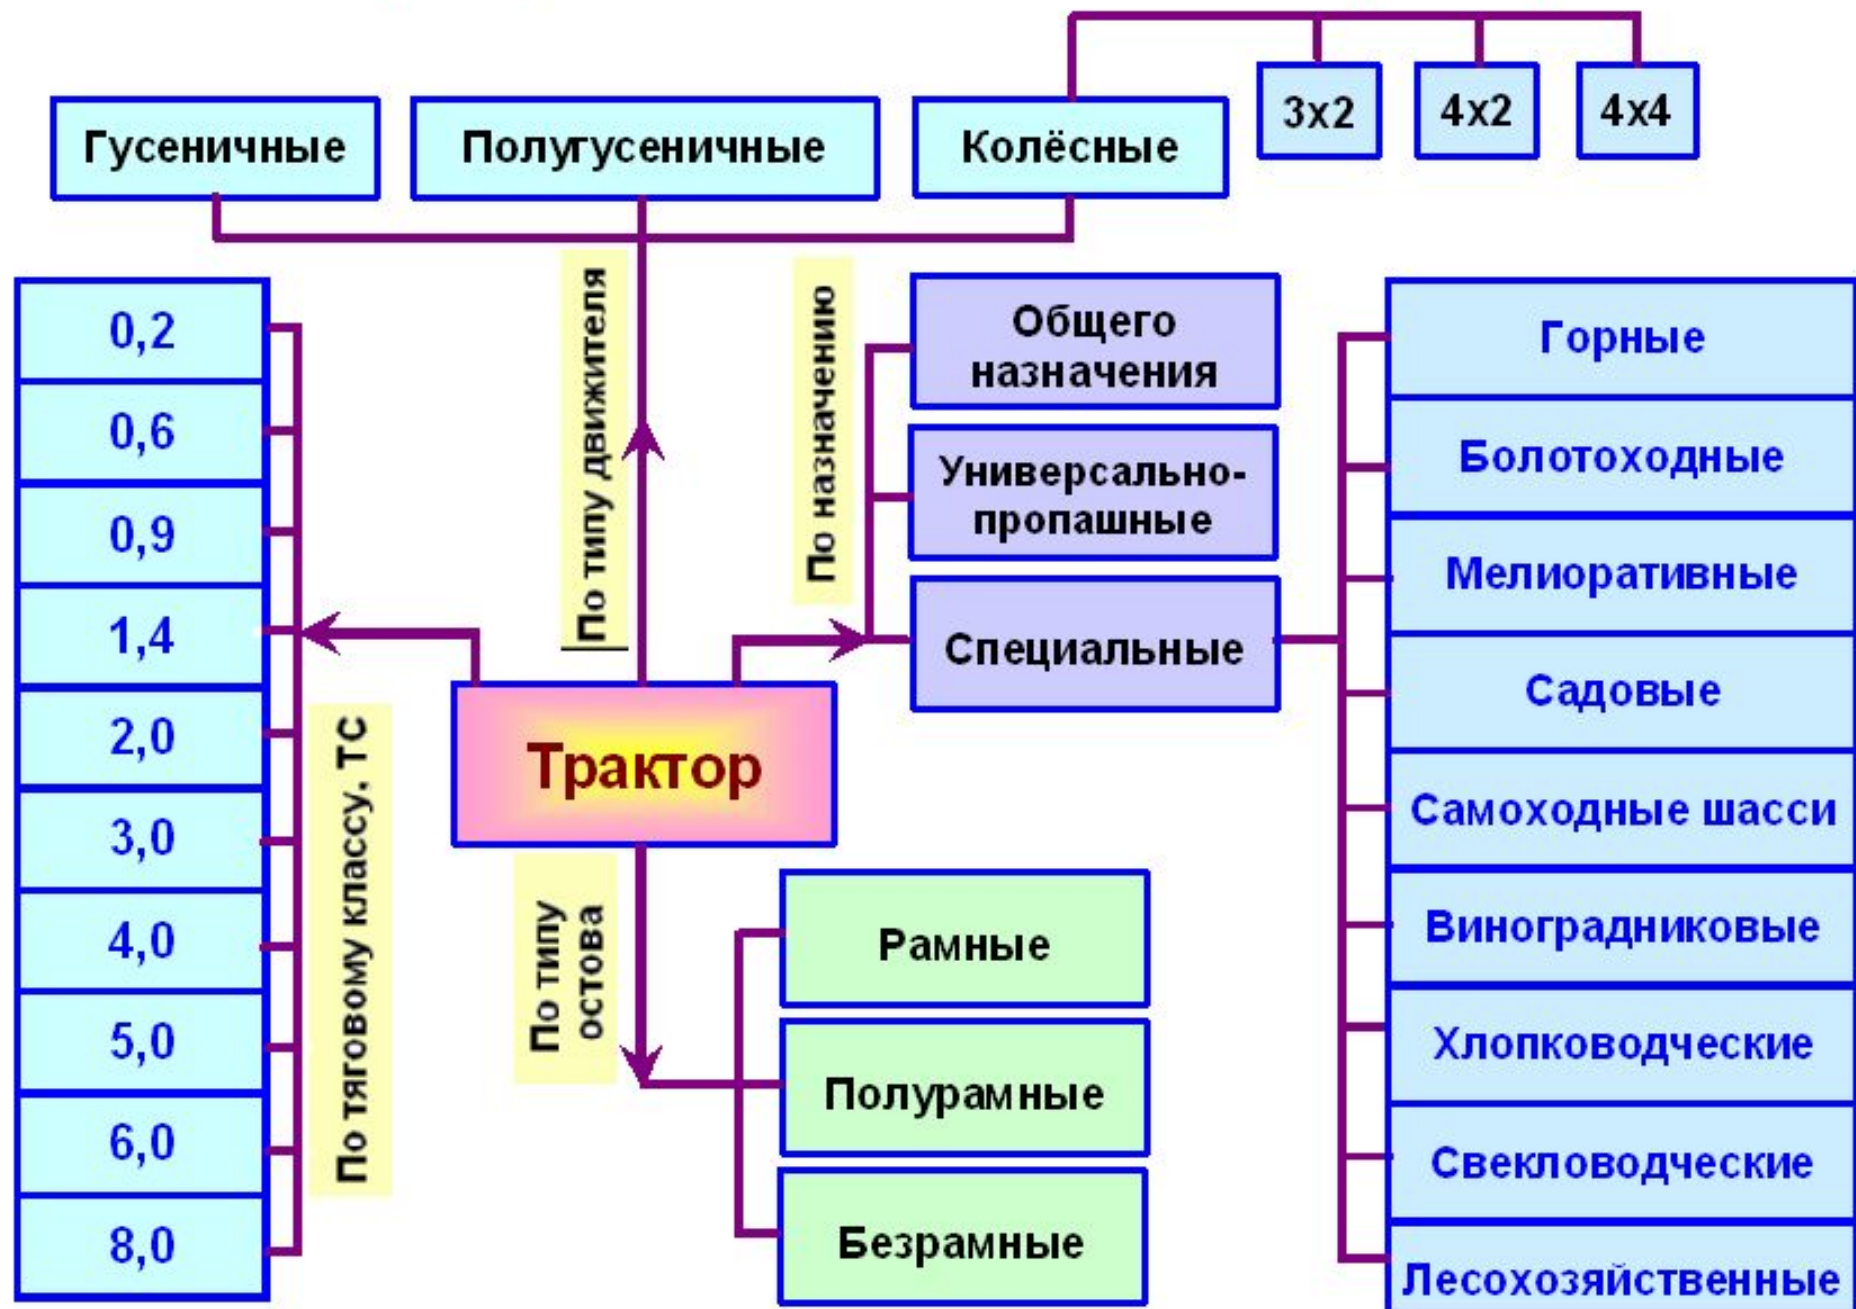 3х2
4х2
4х4
Гусеничные
Полугусеничные
Колёсные
По типу движителя
По назначению
Общего
назначения
Универсально-
пропашные
Специальные
Горные
Болотоходные
Мелиоративные
Садовые
Самоходные шасси
Виноградниковые
Хлопководческие
Свекловодческие
Лесохозяйственные
0,2
0,6
0,9
1,4
2,0
3,0
4,0
5,0
6,0
8,0
По тяговому классу, ТС
Трактор
По типу
остова
Рамные
Полурамные
Безрамные